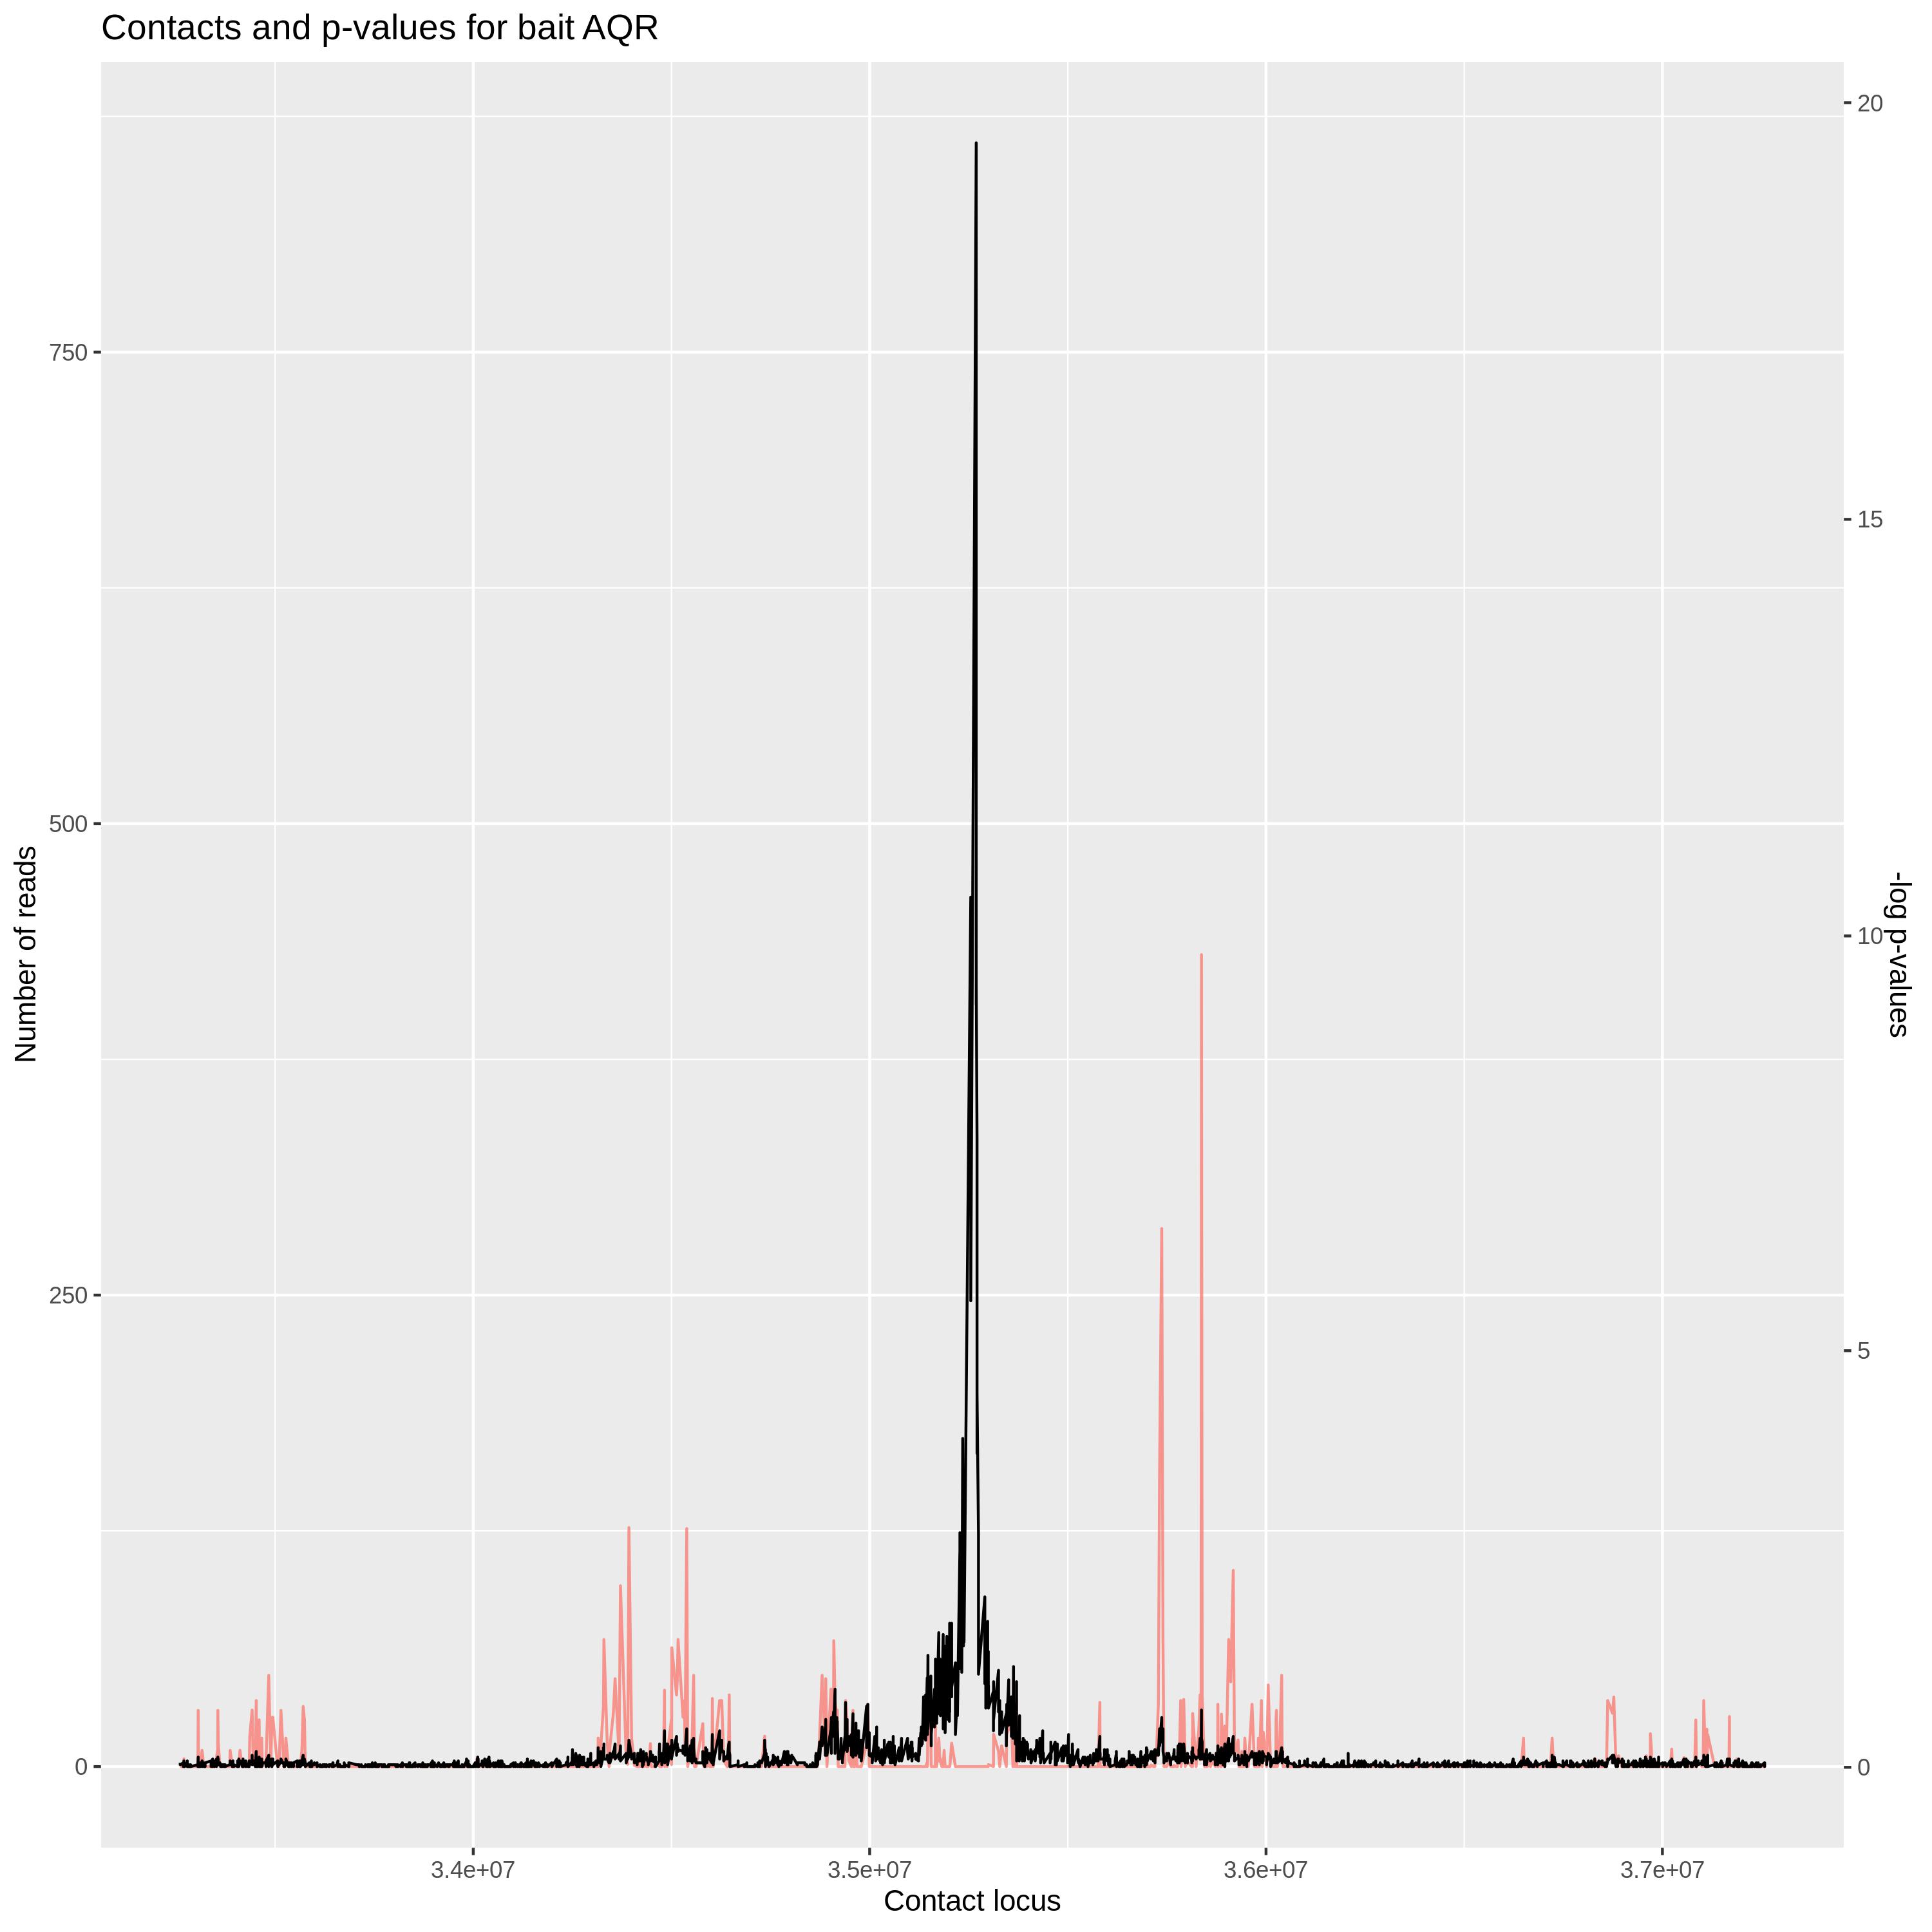 Contacts and p-values for bait AQR
Number of reads
750
500
250
0
20
15
10
5
0
-log p-values
3.4e+07
3.5e+07
3.6e+07
3.7e+07
Contact locus